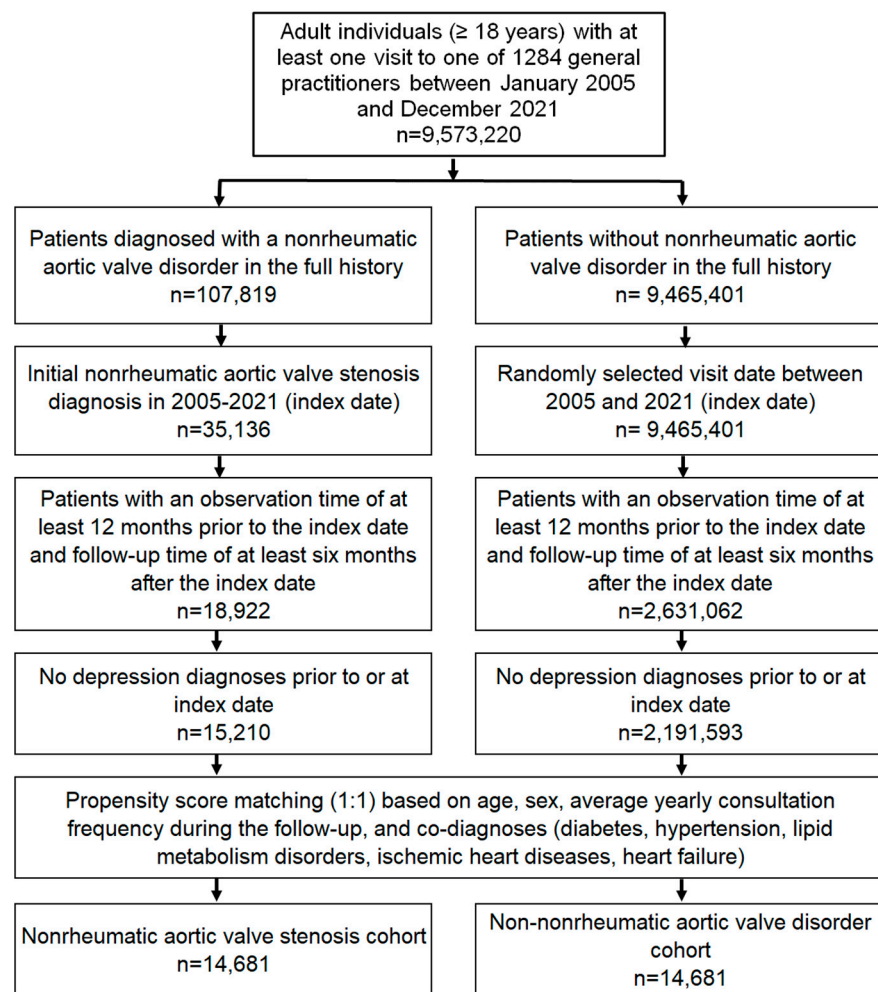 Adult individuals (≥ 18 years) with at
least one visit to one of 1284 general
practitioners between January 2005
and December 2021
n=9,573,220
Patients diagnosed with a nonrheumatic
aortic valve disorder in the full history
n=107,819
Patients without nonrheumatic aortic
valve disorder in the full history
n= 9,465,401
Initial nonrheumatic aortic valve stenosis
diagnosis in 2005-2021 (index date)
n=35,136
Randomly selected visit date between
2005 and 2021 (index date)
n= 9,465,401
Patients with an observation time of at
least 12 months prior to the index date
and follow-up time of at least six months
after the index date
n=18,922
Patients with an observation time of at
least 12 months prior to the index date
and follow-up time of at least six months
after the index date
n=2,631,062
No depression diagnoses prior to or at
index date
n=15,210
No depression diagnoses prior to or at
index date
n=2,191,593
Propensity score matching (1:1) based on age, sex, average yearly consultation
frequency during the follow-up, and co-diagnoses (diabetes, hypertension, lipid
metabolism disorders, ischemic heart diseases, heart failure)
Nonrheumatic aortic valve stenosis cohort
n=14,681
Non-nonrheumatic aortic valve disorder
cohort
n=14,681